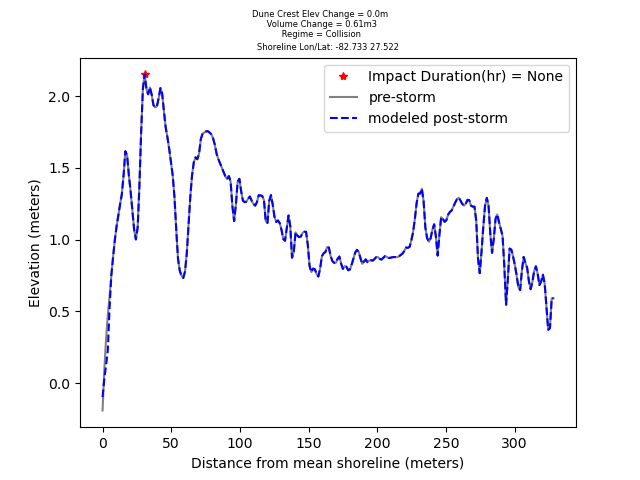 Dune Crest Elev Change = 0.0m
Volume Change = 0.61m3
Regime = Collision
Shoreline Lon/Lat: -82.733 27.522
Impact Duration(hr) = None
pre-storm
modeled post-storm
Elevation (meters)
2.0
1.5
1.0
0.5
0.0
0 50 100 150 200 250 300
Distance from mean shoreline (meters)